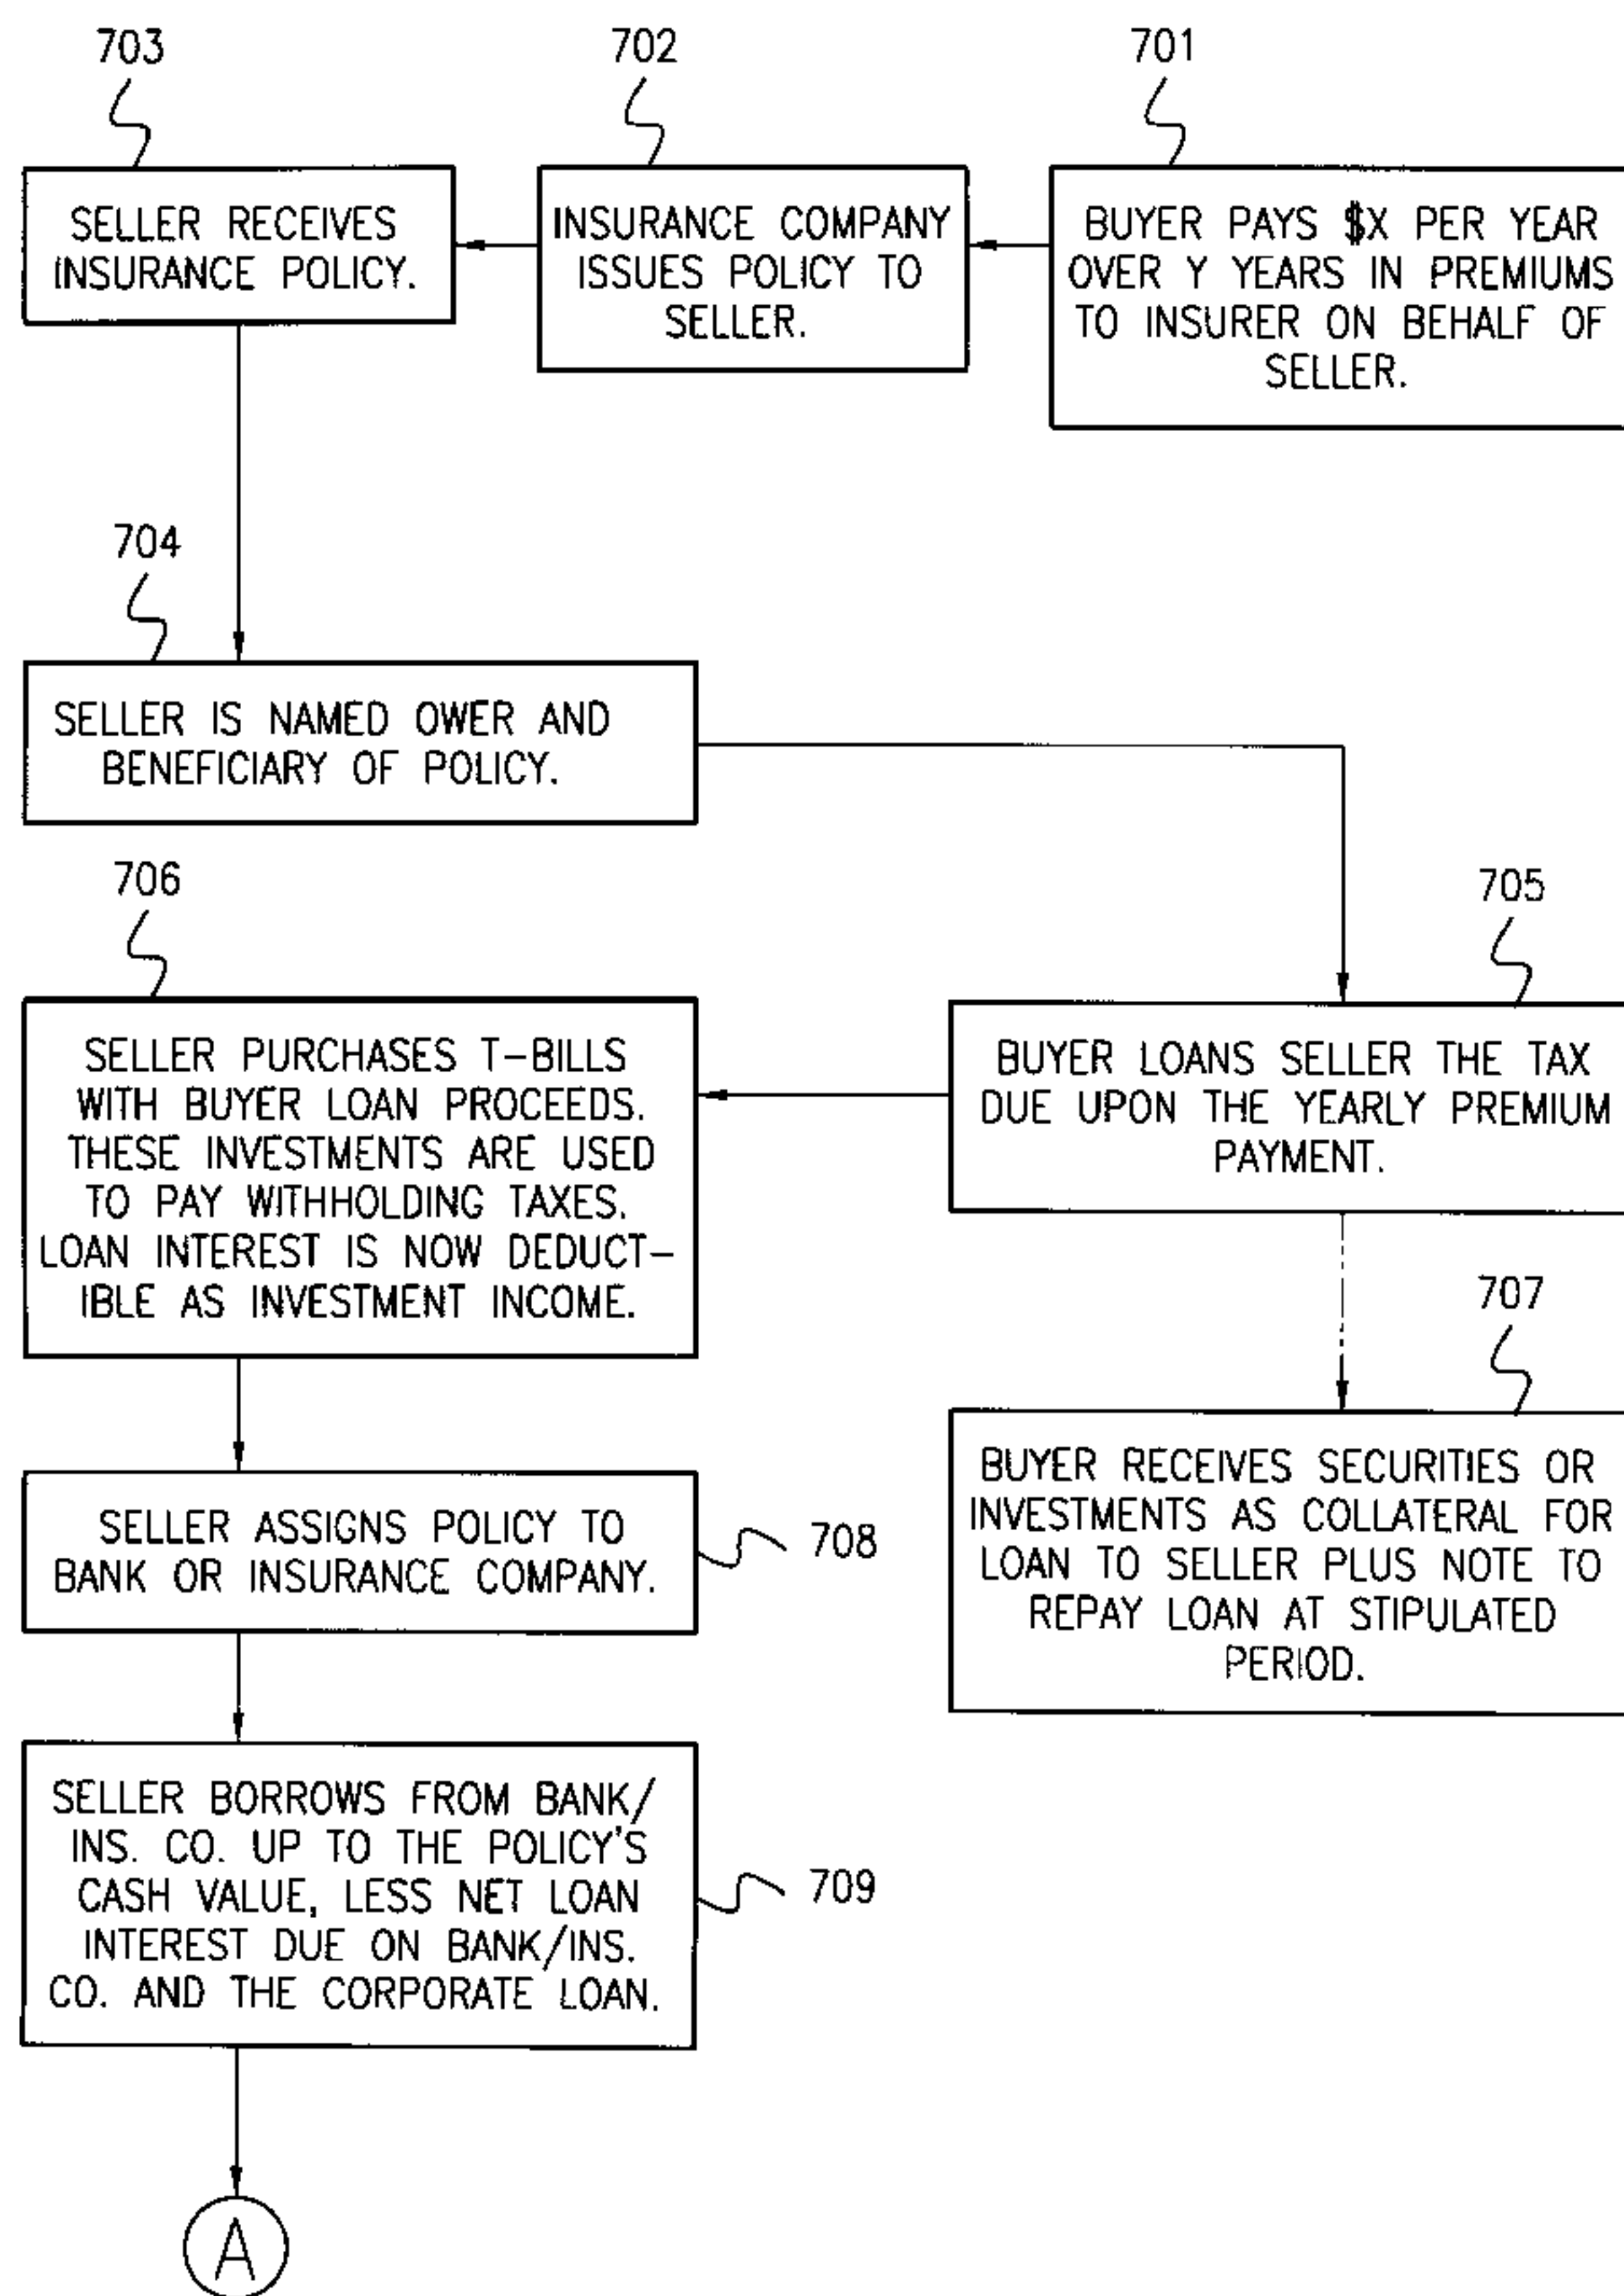 703
702
701
SELLER RECEIVES
INSURANCE POLICY.
INSURANCE COMPANY
ISSUES POLICY TO
SELLER.
BUYER PAYS $X PER YEAR
OVER Y YEARS IN PREMIUMS
TO INSURER ON BEHALF OF
SELLER.
704
SELLER IS NAMED OWER AND
BENEFICIARY OF POLICY.
706
705
SELLER PURCHASES T-BILLS
WITH BUYER LOAN PROCEEDS.
THESE INVESTMENTS ARE USED
TO PAY WITHHOLDING TAXES.
LOAN INTEREST IS NOW DEDUCT-
IBLE AS INVESTMENT INCOME.
BUYER LOANS SELLER THE TAX
DUE UPON THE YEARLY PREMIUM
PAYMENT.
707
BUYER RECEIVES SECURITIES OR
INVESTMENTS AS COLLATERAL FOR
LOAN TO SELLER PLUS NOTE TO
REPAY LOAN AT STIPULATED
PERIOD.
SELLER ASSIGNS POLICY TO
BANK OR INSURANCE COMPANY.
708
SELLER BORROWS FROM BANK/
INS. CO. UP TO THE POLICY'S
CASH VALUE, LESS NET LOAN
INTEREST DUE ON BANK/INS.
CO. AND THE CORPORATE LOAN.
709
A